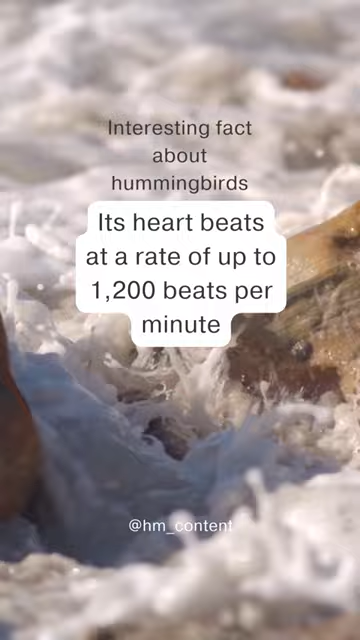 Interesting fact
about
hummingbirds
Its heart beats
at a rate of up to
1,200 beats per
minute
@hm_content